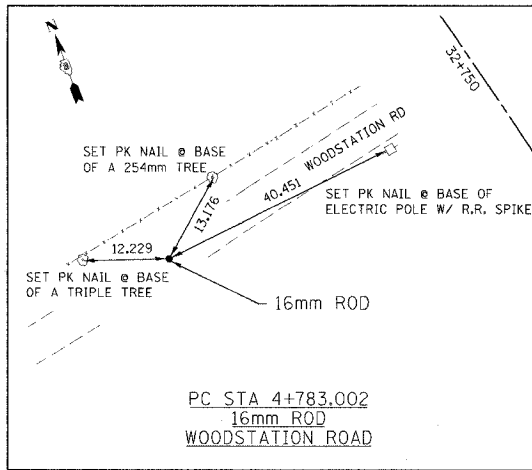 N
32+750
SET PK NAIL @ BASE
OF A 254mm TREE
WOODSTATION RD
40.451
13.176
SET PK NAIL @ BASE OF
ELECTRIC POLE W/ R.R. SPIKE
12.229
SET PK NAIL @ BASE
OF A TRIPLE TREE
16mm ROD
PC STA 4+783.002
16mm ROD
WOODSTATION ROAD